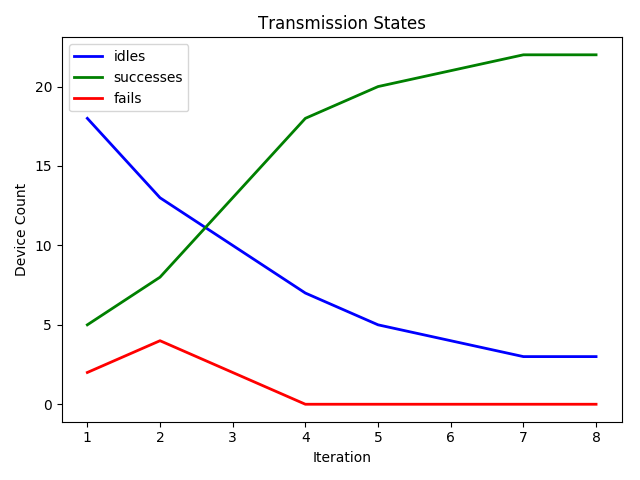 Transmission States
idles
successes
fails
Device Count
20
15
10
5
0
1 2 3 4 5 6 7 8
Iteration